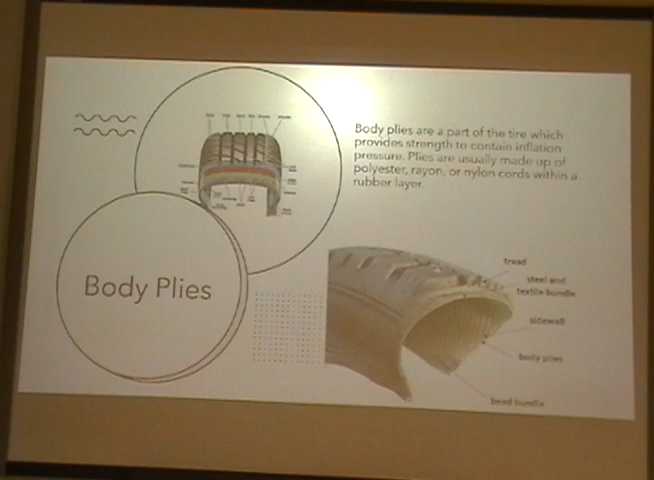 Body plies are a part of the tire which
provides strength to contain inflation
pressure. Plies are usually made up of
polyester, rayon, or nylon cords within a
rubber layer
Body Plies
tread
steel and
textile bundle
sidewall
body plies
bead bundle